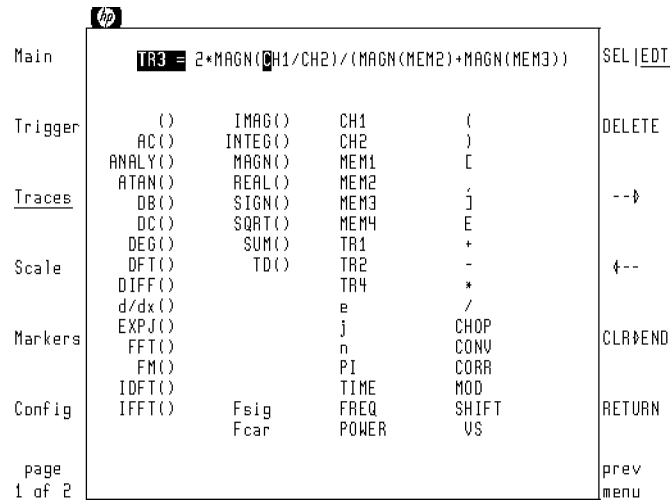 hp
TR3 = 2*MAGN(CH1/CH2)/(MAGN(MEM2)+MAGN(MEM3))
Main
Trigger
Traces
Scale
Markers
Config
page
1 of 2
()
AC()
ANALY()
ATAN()
DB()
DC()
DEG()
DFT()
DIFF()
d/dx()
EXPJ()
FFT()
FM()
IDFT()
IFFT()
IMAG()
INTEG()
MAGN()
REAL()
SIGN()
SQRT()
SUM()
TD()
Fsig
Fcar
CH1
CH2
MEM1
MEM2
MEM3
MEM4
TR1
TR2
TR4
e
j
n
PI
TIME
FREQ
POWER
(
)
[
,
]
E
+
-
*
/
CHOP
CONV
CORR
MOD
SHIFT
VS
SEL|EDT
DELETE
--▷
◁--
CLR▷END
RETURN
prev
menu